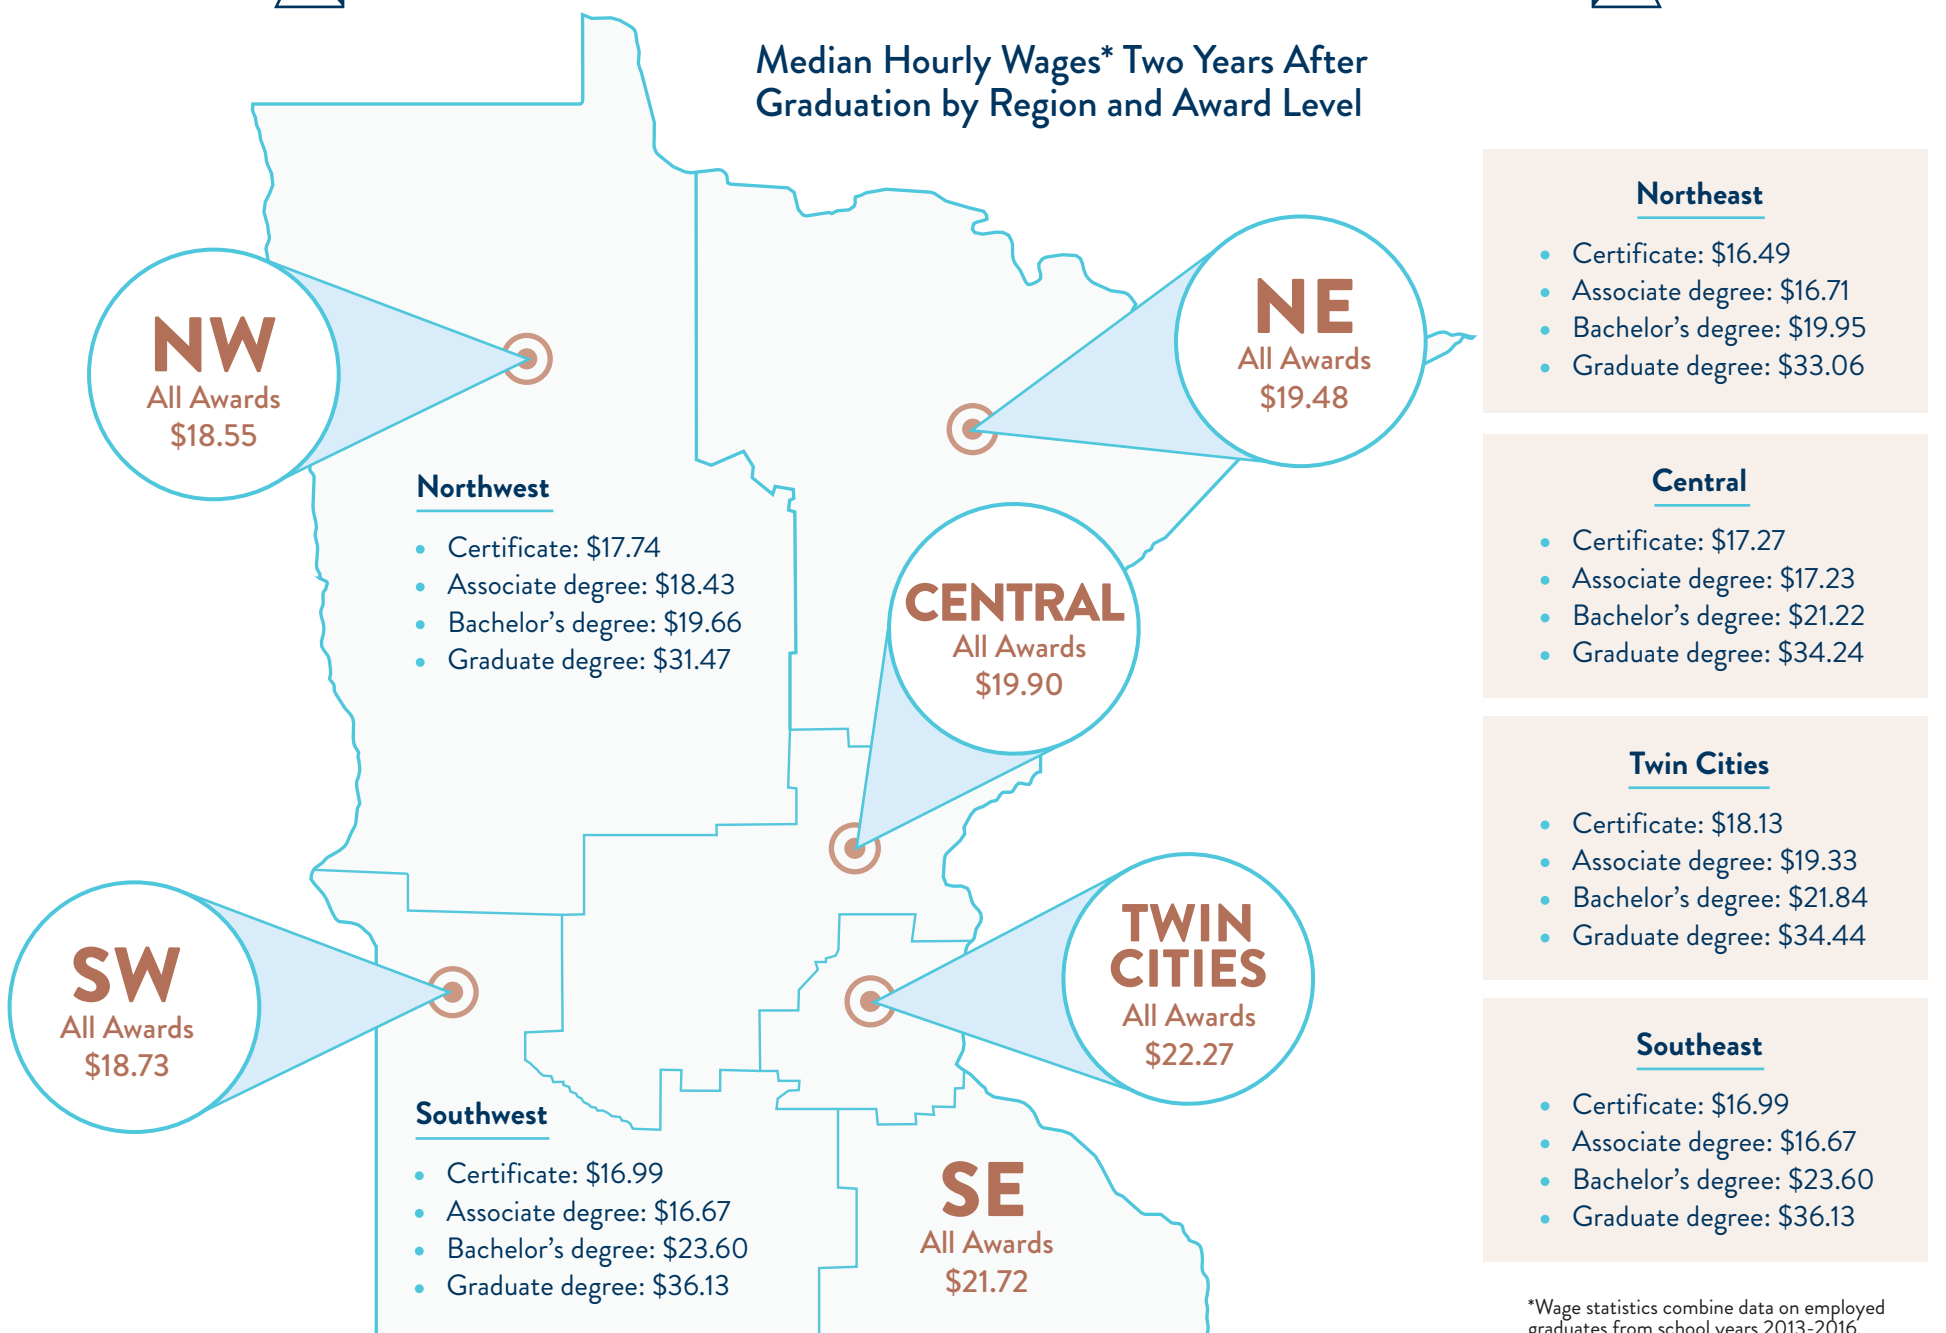 Median Hourly Wages* Two Years After
Graduation by Region and Award Level
NW
All Awards
$18.55
NE
All Awards
$19.48
Northwest
• Certificate: $17.74
• Associate degree: $18.43
• Bachelor’s degree: $19.66
• Graduate degree: $31.47
CENTRAL
All Awards
$19.90
SW
All Awards
$18.73
TWIN
CITIES
All Awards
$22.27
Southwest
• Certificate: $16.99
• Associate degree: $16.67
• Bachelor’s degree: $23.60
• Graduate degree: $36.13
SE
All Awards
$21.72
Northeast
• Certificate: $16.49
• Associate degree: $16.71
• Bachelor’s degree: $19.95
• Graduate degree: $33.06
Central
• Certificate: $17.27
• Associate degree: $17.23
• Bachelor’s degree: $21.22
• Graduate degree: $34.24
Twin Cities
• Certificate: $18.13
• Associate degree: $19.33
• Bachelor’s degree: $21.84
• Graduate degree: $34.44
Southeast
• Certificate: $16.99
• Associate degree: $16.67
• Bachelor’s degree: $23.60
• Graduate degree: $36.13
*Wage statistics combine data on employed
graduates from school years 2013-2016